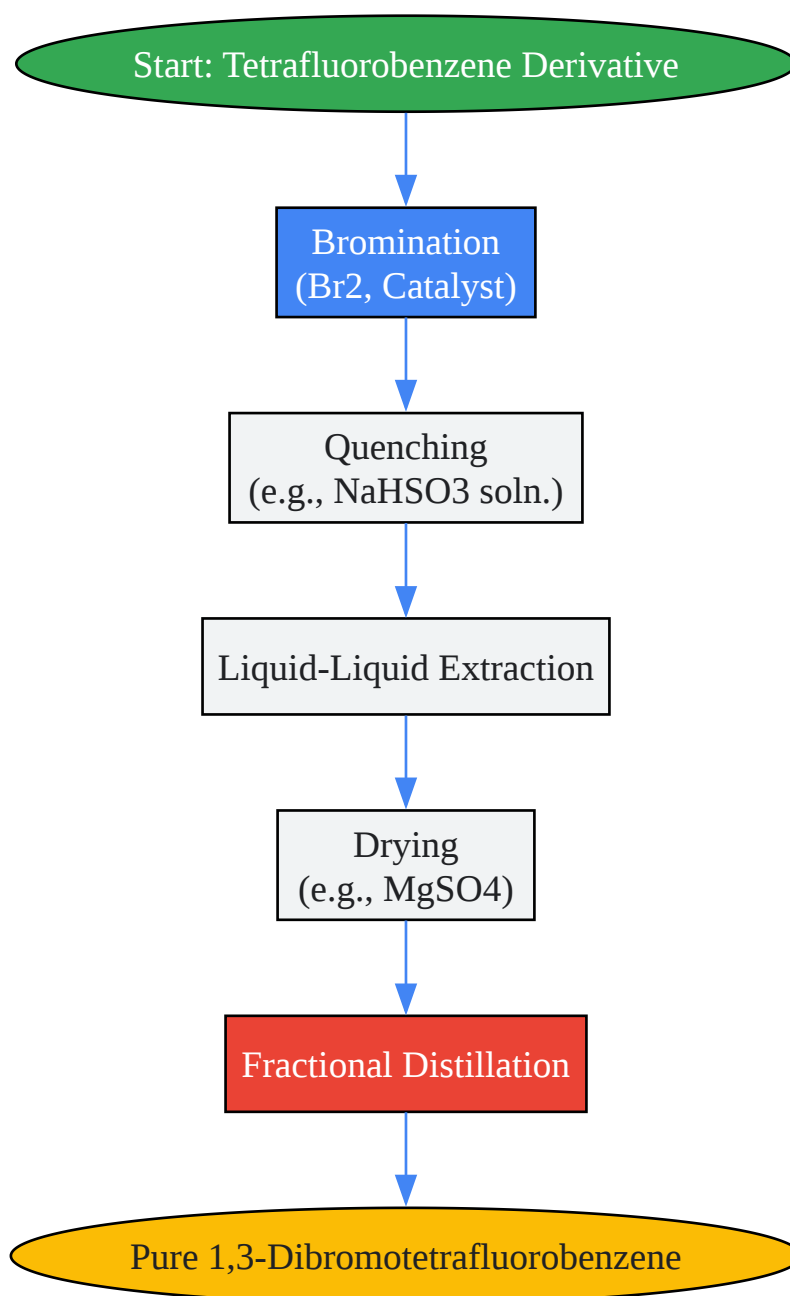 Start: Tetrafluorobenzene Derivative
Bromination
(Br2, Catalyst)
Quenching
(e.g., NaHSO3 soln.)
Liquid-Liquid Extraction
Drying
(e.g., MgSO4)
Fractional Distillation
Pure 1,3-Dibromotetrafluorobenzene